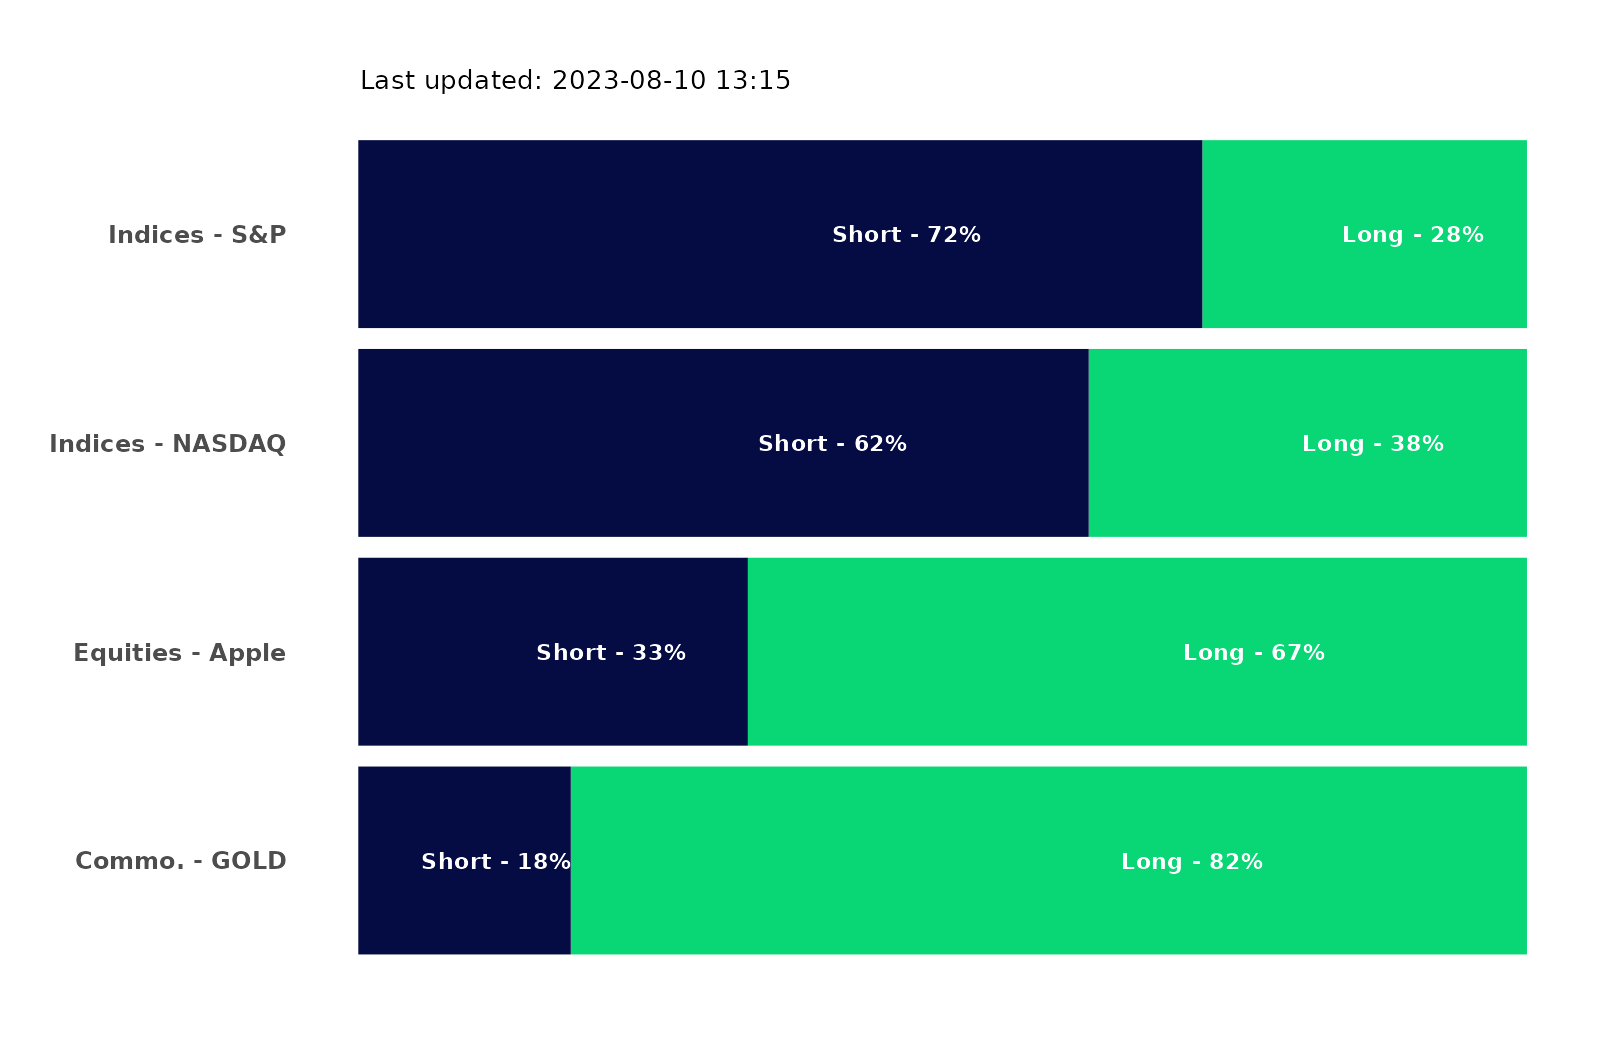 Last updated: 2023-08-10 13:15
Indices - S&P
Short - 72%
Long - 28%
Indices - NASDAQ
Short - 62%
Long - 38%
Equities - Apple
Short - 33%
Long - 67%
Commo. - GOLD
Short - 18%
Long - 82%